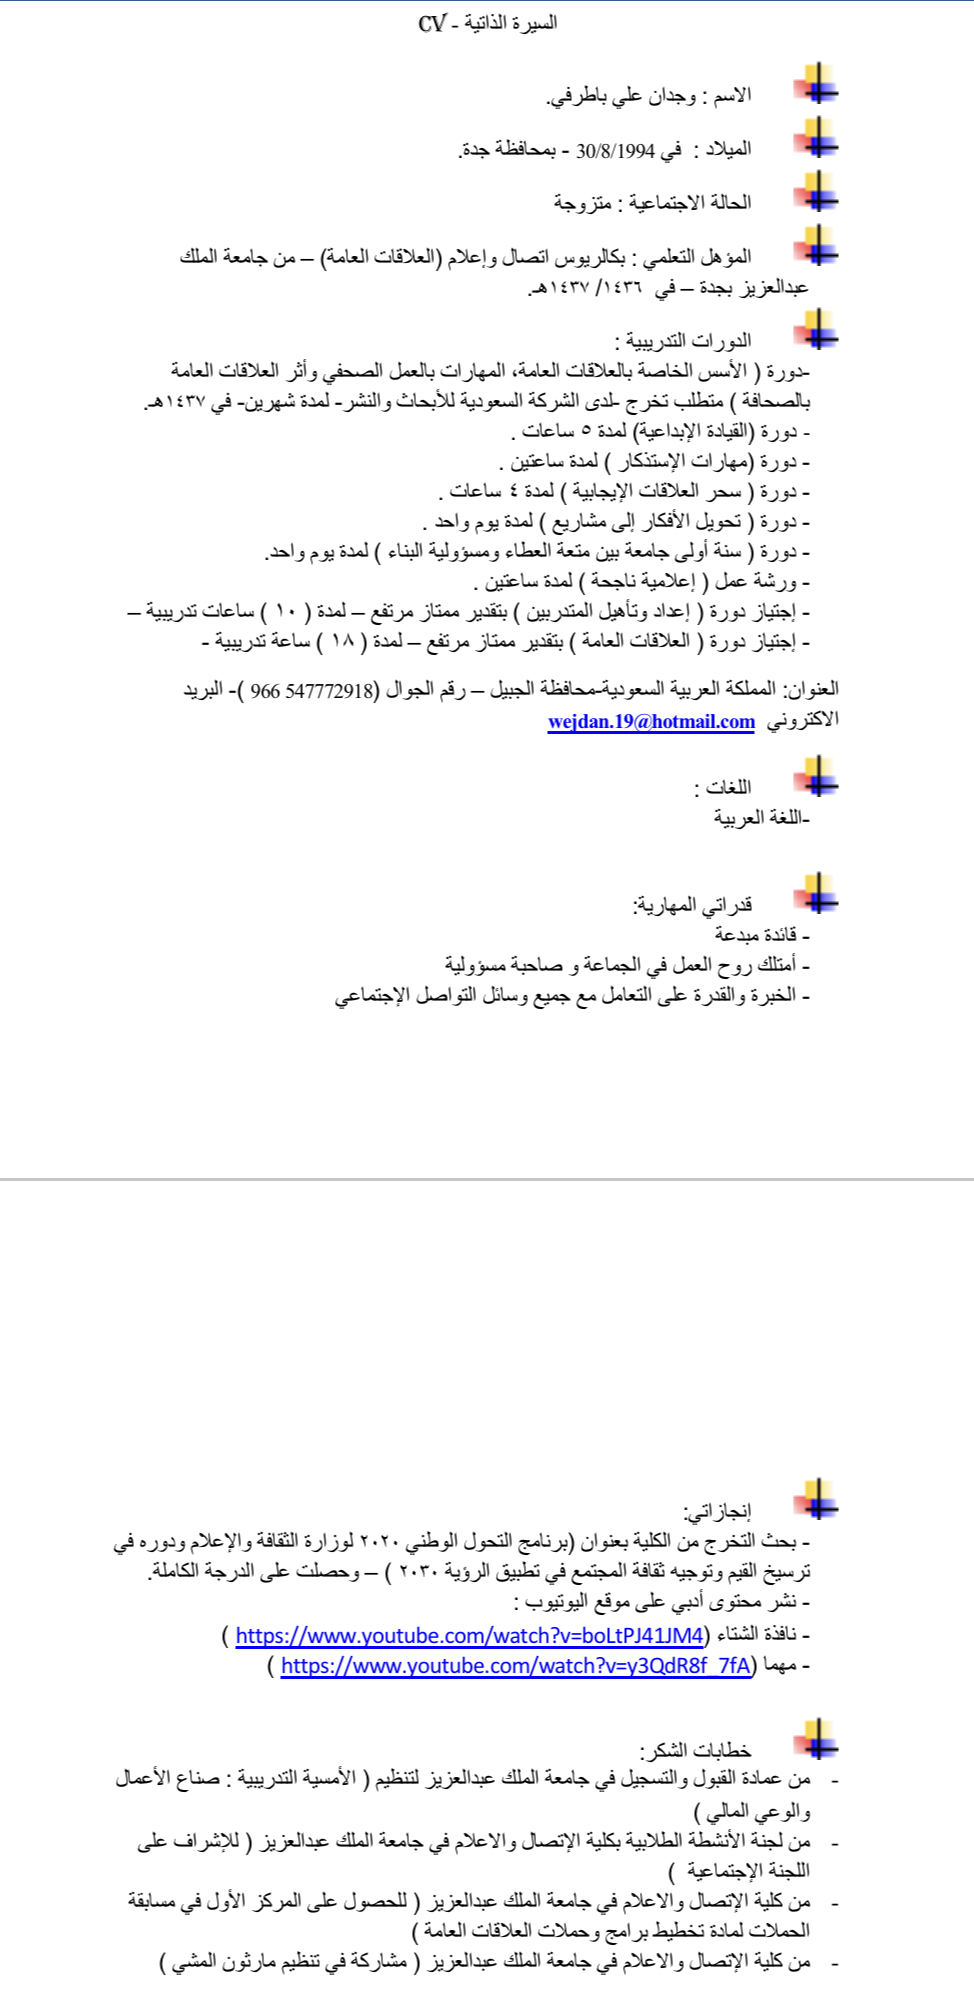 السيرة الذاتية - CV
الاسم : وجدان علي باطرفي.
الميلاد : في 30/8/1994 - بمحافظة جدة.
الحالة الاجتماعية : متزوجة
المؤهل التعلمي : بكالريوس اتصال وإعلام (العلاقات العامة) – من جامعة الملك
عبدالعزيز بجدة – في ١٤٣٦/ ١٤٣٧هـ.
الدورات التدريبية :
-دورة ( الأسس الخاصة بالعلاقات العامة، المهارات بالعمل الصحفي وأثر العلاقات العامة
بالصحافة ) متطلب تخرج -لدى الشركة السعودية للأبحاث والنشر- لمدة شهرين- في ١٤٣٧هـ.
- دورة (القيادة الإبداعية) لمدة ٥ ساعات .
- دورة (مهارات الإستذكار ) لمدة ساعتين .
- دورة ( سحر العلاقات الإيجابية ) لمدة ٤ ساعات .
- دورة ( تحويل الأفكار إلى مشاريع ) لمدة يوم واحد .
- دورة ( سنة أولى جامعة بين متعة العطاء ومسؤولية البناء ) لمدة يوم واحد.
- ورشة عمل ( إعلامية ناجحة ) لمدة ساعتين .
- إجتياز دورة ( إعداد وتأهيل المتدربين ) بتقدير ممتاز مرتفع – لمدة ( ١٠ ) ساعات تدريبية –
- إجتياز دورة ( العلاقات العامة ) بتقدير ممتاز مرتفع – لمدة ( ١٨ ) ساعة تدريبية -
العنوان: المملكة العربية السعودية-محافظة الجبيل – رقم الجوال (966 547772918 )- البريد
الاكتروني wejdan.19@hotmail.com
اللغات :
-اللغة العربية
قدراتي المهارية:
- قائدة مبدعة
- أمتلك روح العمل في الجماعة و صاحبة مسؤولية
- الخبرة والقدرة على التعامل مع جميع وسائل التواصل الإجتماعي
إنجازاتي:
- بحث التخرج من الكلية بعنوان (برنامج التحول الوطني ٢٠٢٠ لوزارة الثقافة والإعلام ودوره في
ترسيخ القيم وتوجيه ثقافة المجتمع في تطبيق الرؤية ٢٠٣٠ ) – وحصلت على الدرجة الكاملة.
- نشر محتوى أدبي على موقع اليوتيوب :
- نافذة الشتاء (https://www.youtube.com/watch?v=boLtPJ41JM4 )
- مهما (https://www.youtube.com/watch?v=y3QdR8f_7fA )
خطابات الشكر:
- من عمادة القبول والتسجيل في جامعة الملك عبدالعزيز لتنظيم ( الأمسية التدريبية : صناع الأعمال
والوعي المالي )
- من لجنة الأنشطة الطلابية بكلية الإتصال والاعلام في جامعة الملك عبدالعزيز ( للإشراف على
اللجنة الإجتماعية )
- من كلية الإتصال والاعلام في جامعة الملك عبدالعزيز ( للحصول على المركز الأول في مسابقة
الحملات لمادة تخطيط برامج وحملات العلاقات العامة )
- من كلية الإتصال والاعلام في جامعة الملك عبدالعزيز ( مشاركة في تنظيم مارثون المشي )